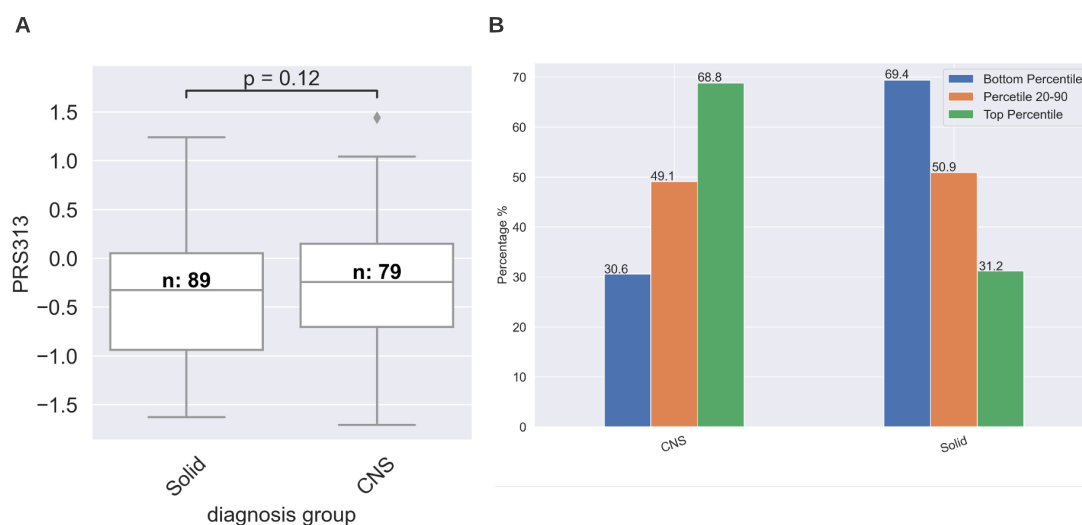 A
p = 0.12
1.5
1.0
0.5
0.0
−0.5
−1.0
−1.5
PRS313
n: 89
n: 79
Solid
CNS
diagnosis group
B
70
60
50
40
30
20
10
0
Percentage %
30.6
49.1
68.8
69.4
50.9
31.2
Bottom Percentile
Percetile 20-90
Top Percentile
CNS
Solid